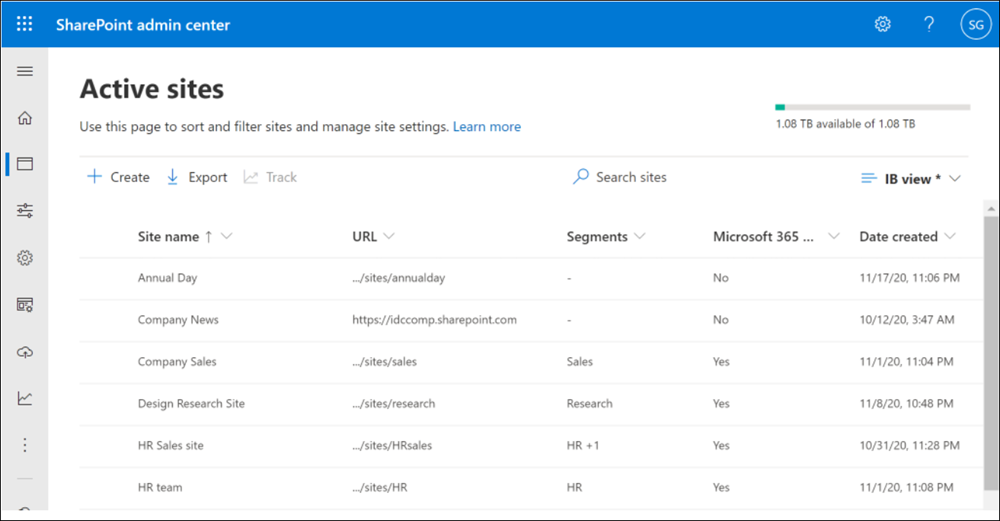 SharePoint admin center
?
SG
Active sites
Use this page to sort and filter sites and manage site settings. Learn more
1.08 TB available of 1.08 TB
Create Export Track Search sites IB view *
Site name ↑ URL Segments Microsoft 365 ... Date created
Annual Day .../sites/annualday - No 11/17/20, 11:06 PM
Company News https://idccomp.sharepoint.com - No 10/12/20, 3:47 AM
Company Sales .../sites/sales Sales Yes 11/1/20, 11:04 PM
Design Research Site .../sites/research Research Yes 11/8/20, 10:48 PM
HR Sales site .../sites/HRsales HR +1 Yes 10/31/20, 11:28 PM
HR team .../sites/HR HR Yes 11/1/20, 11:08 PM